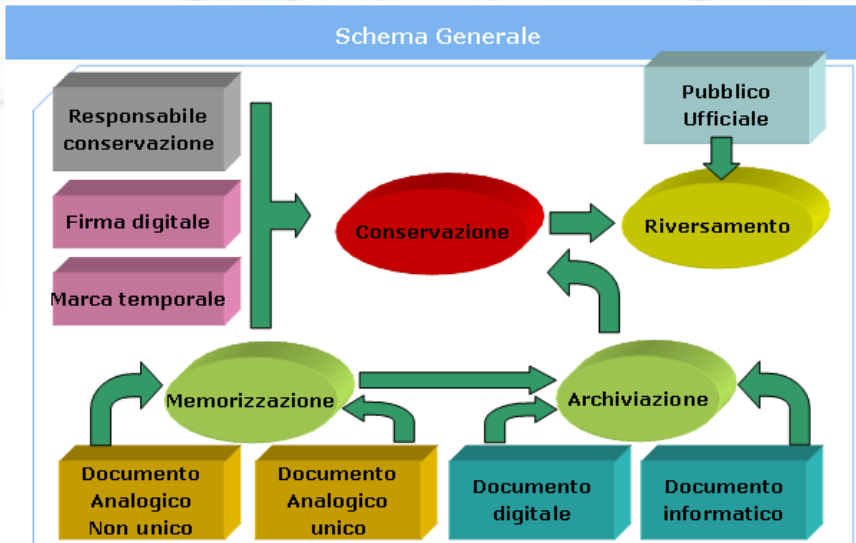 Schema Generale
Responsabile
conservazione
Pubblico
Ufficiale
Firma digitale
Conservazione
Riversamento
Marca temporale
Memorizzazione
Archiviazione
Documento
Analogico
Non unico
Documento
Analogico
unico
Documento
digitale
Documento
informatico